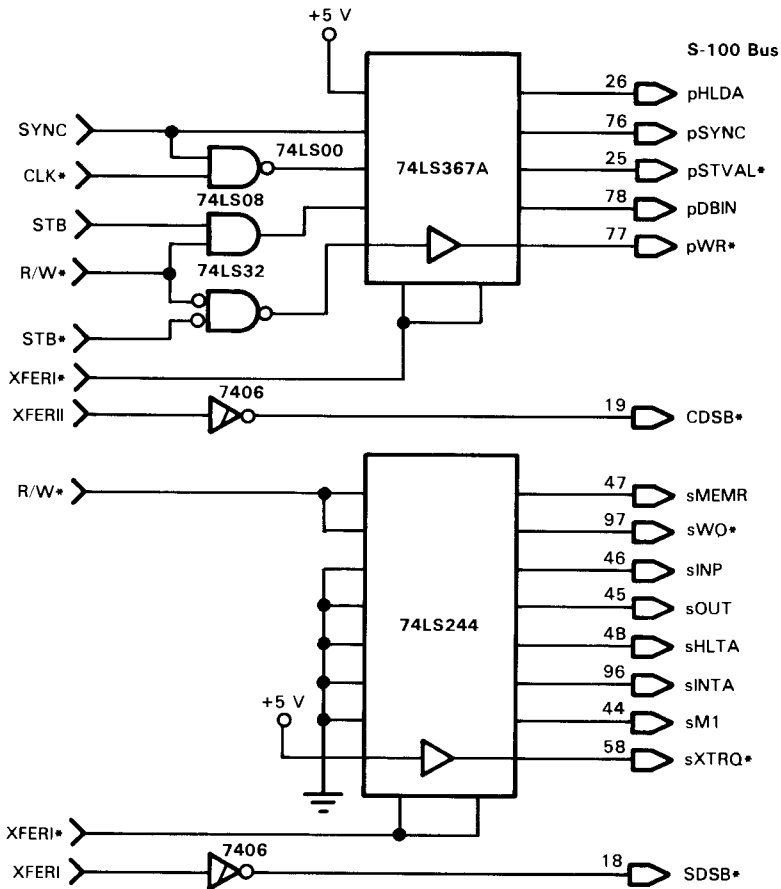 +5 V
S-100 Bus
26 pHLDA
SYNC
76 pSYNC
74LS00
74LS367A
CLK*
25 pSTVAL*
74LS08
STB
78 pDBIN
R/W*
74LS32
77 pWR*
STB*
XFERI*
7406
XFERII
19 CDSB*
R/W*
47 sMEMR
97 sWO*
46 sINP
45 sOUT
74LS244
48 sHLTA
96 sINTA
+5 V
44 sM1
58 sXTRQ*
XFERI*
7406
XFERI
18 SDSB*